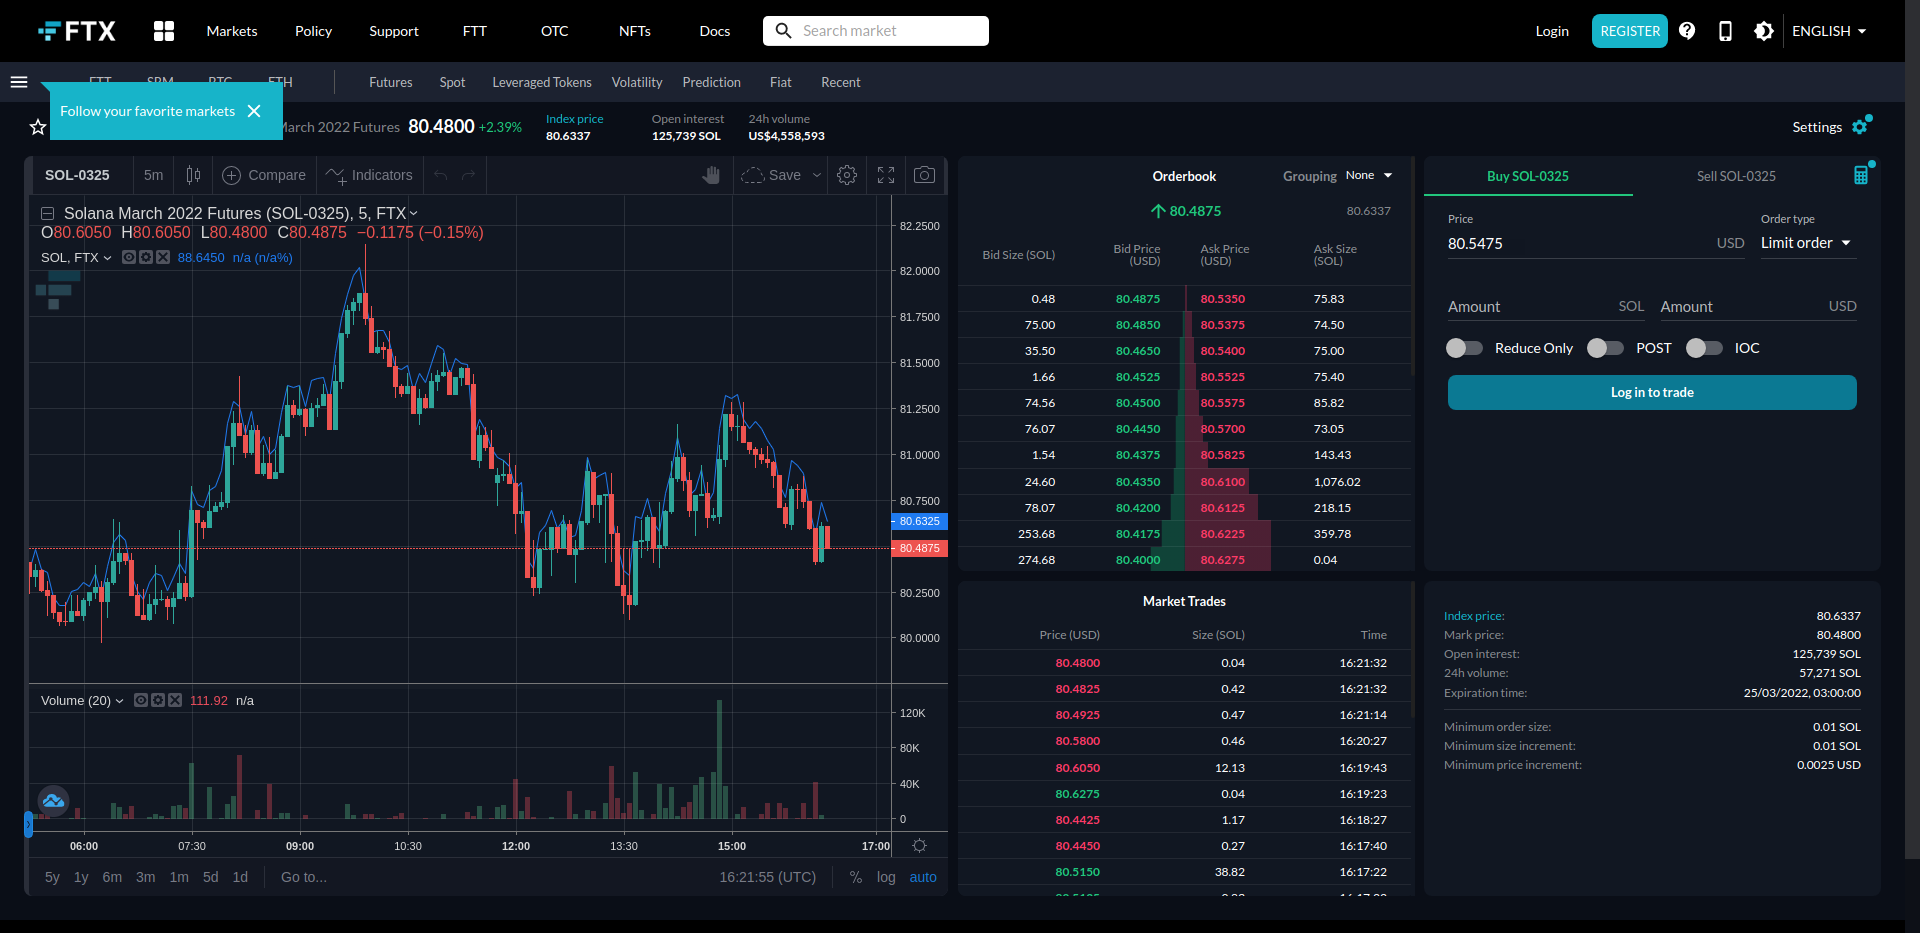 FTX Markets Policy Support FTT OTC NFTs Docs Search market Login REGISTER ENGLISH
FTT SRM BTC ETH Futures Spot Leveraged Tokens Volatility Prediction Fiat Recent
Follow your favorite markets
March 2022 Futures 80.4800 +2.39%
Index price
80.6337
Open interest
125,739 SOL
24h volume
US$4,558,593
Settings
SOL-0325 5m Compare Indicators Save
Solana March 2022 Futures (SOL-0325), 5, FTX
O80.6050 H80.6050 L80.4800 C80.4875 −0.1175 (−0.15%)
SOL, FTX 88.6450 n/a (n/a%)
82.2500
82.0000
81.7500
81.5000
81.2500
81.0000
80.7500
80.6325
80.4875
80.2500
80.0000
Volume (20) 111.92 n/a
120K
80K
40K
0
06:00 07:30 09:00 10:30 12:00 13:30 15:00 17:00
5y 1y 6m 3m 1m 5d 1d Go to... 16:21:55 (UTC) % log auto
Orderbook Grouping None
80.4875 80.6337
Bid Size (SOL) Bid Price (USD) Ask Price (USD) Ask Size (SOL)
0.48 80.4875 80.5350 75.83
75.00 80.4850 80.5375 74.50
35.50 80.4650 80.5400 75.00
1.66 80.4525 80.5525 75.40
74.56 80.4500 80.5575 85.82
76.07 80.4450 80.5700 73.05
1.54 80.4375 80.5825 143.43
24.60 80.4350 80.6100 1,076.02
78.07 80.4200 80.6125 218.15
253.68 80.4175 80.6225 359.78
274.68 80.4000 80.6275 0.04
Market Trades
Price (USD) Size (SOL) Time
80.4800 0.04 16:21:32
80.4825 0.42 16:21:32
80.4925 0.47 16:21:14
80.5800 0.46 16:20:27
80.6050 12.13 16:19:43
80.6275 0.04 16:19:23
80.4425 1.17 16:18:27
80.4450 0.27 16:17:40
80.5150 38.82 16:17:22
Buy SOL-0325 Sell SOL-0325
Price Order type
80.5475 USD Limit order
Amount SOL Amount USD
Reduce Only POST IOC
Log in to trade
Index price: 80.6337
Mark price: 80.4800
Open interest: 125,739 SOL
24h volume: 57,271 SOL
Expiration time: 25/03/2022, 03:00:00
Minimum order size: 0.01 SOL
Minimum size increment: 0.01 SOL
Minimum price increment: 0.0025 USD